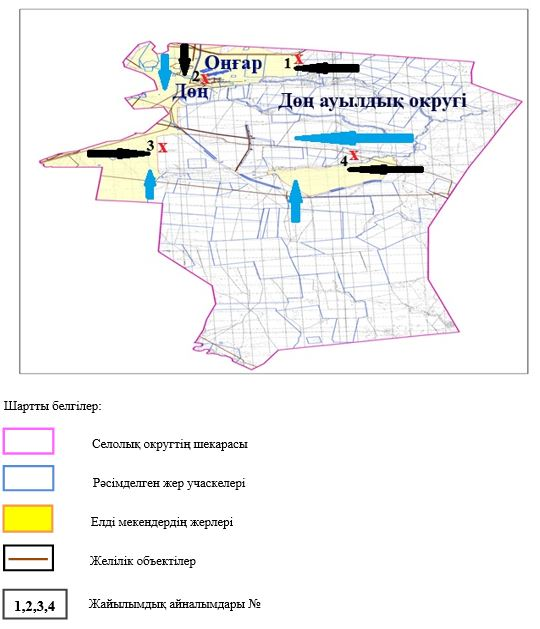 Оңғар
1 х
2 х
Дөң
Дөң ауылдық округі
3 х
4 х
Шартты белгілер:
Селолық округтің шекарасы
Рәсімделген жер учаскелері
Елді мекендердің жерлері
Желілік объектілер
1,2,3,4 Жайылымдық айналымдары №